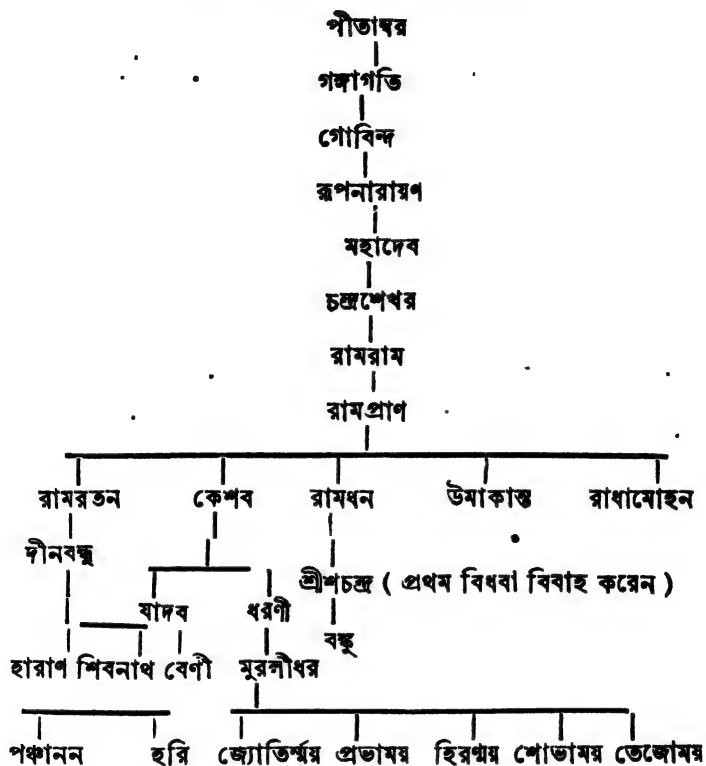 পীতাম্বর
গঙ্গাগতি
গোবিন্দ
রূপনারায়ণ
মহাদেব
চন্দ্রশেখর
রামরাম
রামপ্রাণ
রামরতন কেশব রামধন উমাকান্ত রাধামোহন
দীনবন্ধু
শ্রীশচন্দ্র ( প্রথম বিধবা বিবাহ করেন )
যাদব ধরণী
বঙ্কু
হারাণ শিবনাথ বেণী মুরলীধর
পঞ্চানন হরি জ্যোতির্ম্ময় প্রভাময় হিরণ্ময় শোভাময় তেজোময়